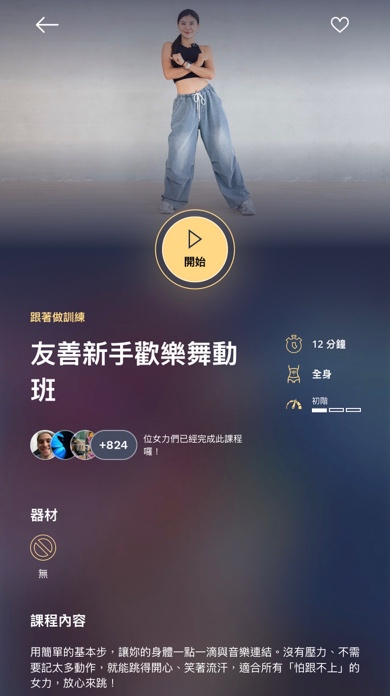 開始
跟著做訓練
友善新手歡樂舞動
班
12 分鐘
全身
初階
+824
位女力們已經完成此課程
囉！
器材
無
課程內容
用簡單的基本步，讓妳的身體一點一滴與音樂連結。沒有壓力、不需
要記太多動作，就能跳得開心、笑著流汗，適合所有「怕跟不上」的
女力，放心來跳！